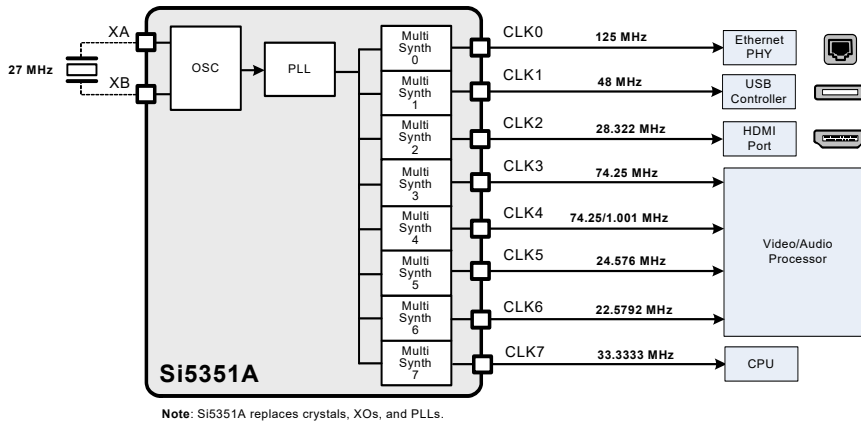 XA
27 MHz
XB
OSC
PLL
Multi
Synth
0
Multi
Synth
1
Multi
Synth
2
Multi
Synth
3
Multi
Synth
4
Multi
Synth
5
Multi
Synth
6
Multi
Synth
7
CLK0
125 MHz
Ethernet
PHY
CLK1
48 MHz
USB
Controller
CLK2
28.322 MHz
HDMI
Port
CLK3
74.25 MHz
CLK4
74.25/1.001 MHz
CLK5
24.576 MHz
CLK6
22.5792 MHz
Video/Audio
Processor
CLK7
33.3333 MHz
CPU
Si5351A
Note: Si5351A replaces crystals, XOs, and PLLs.